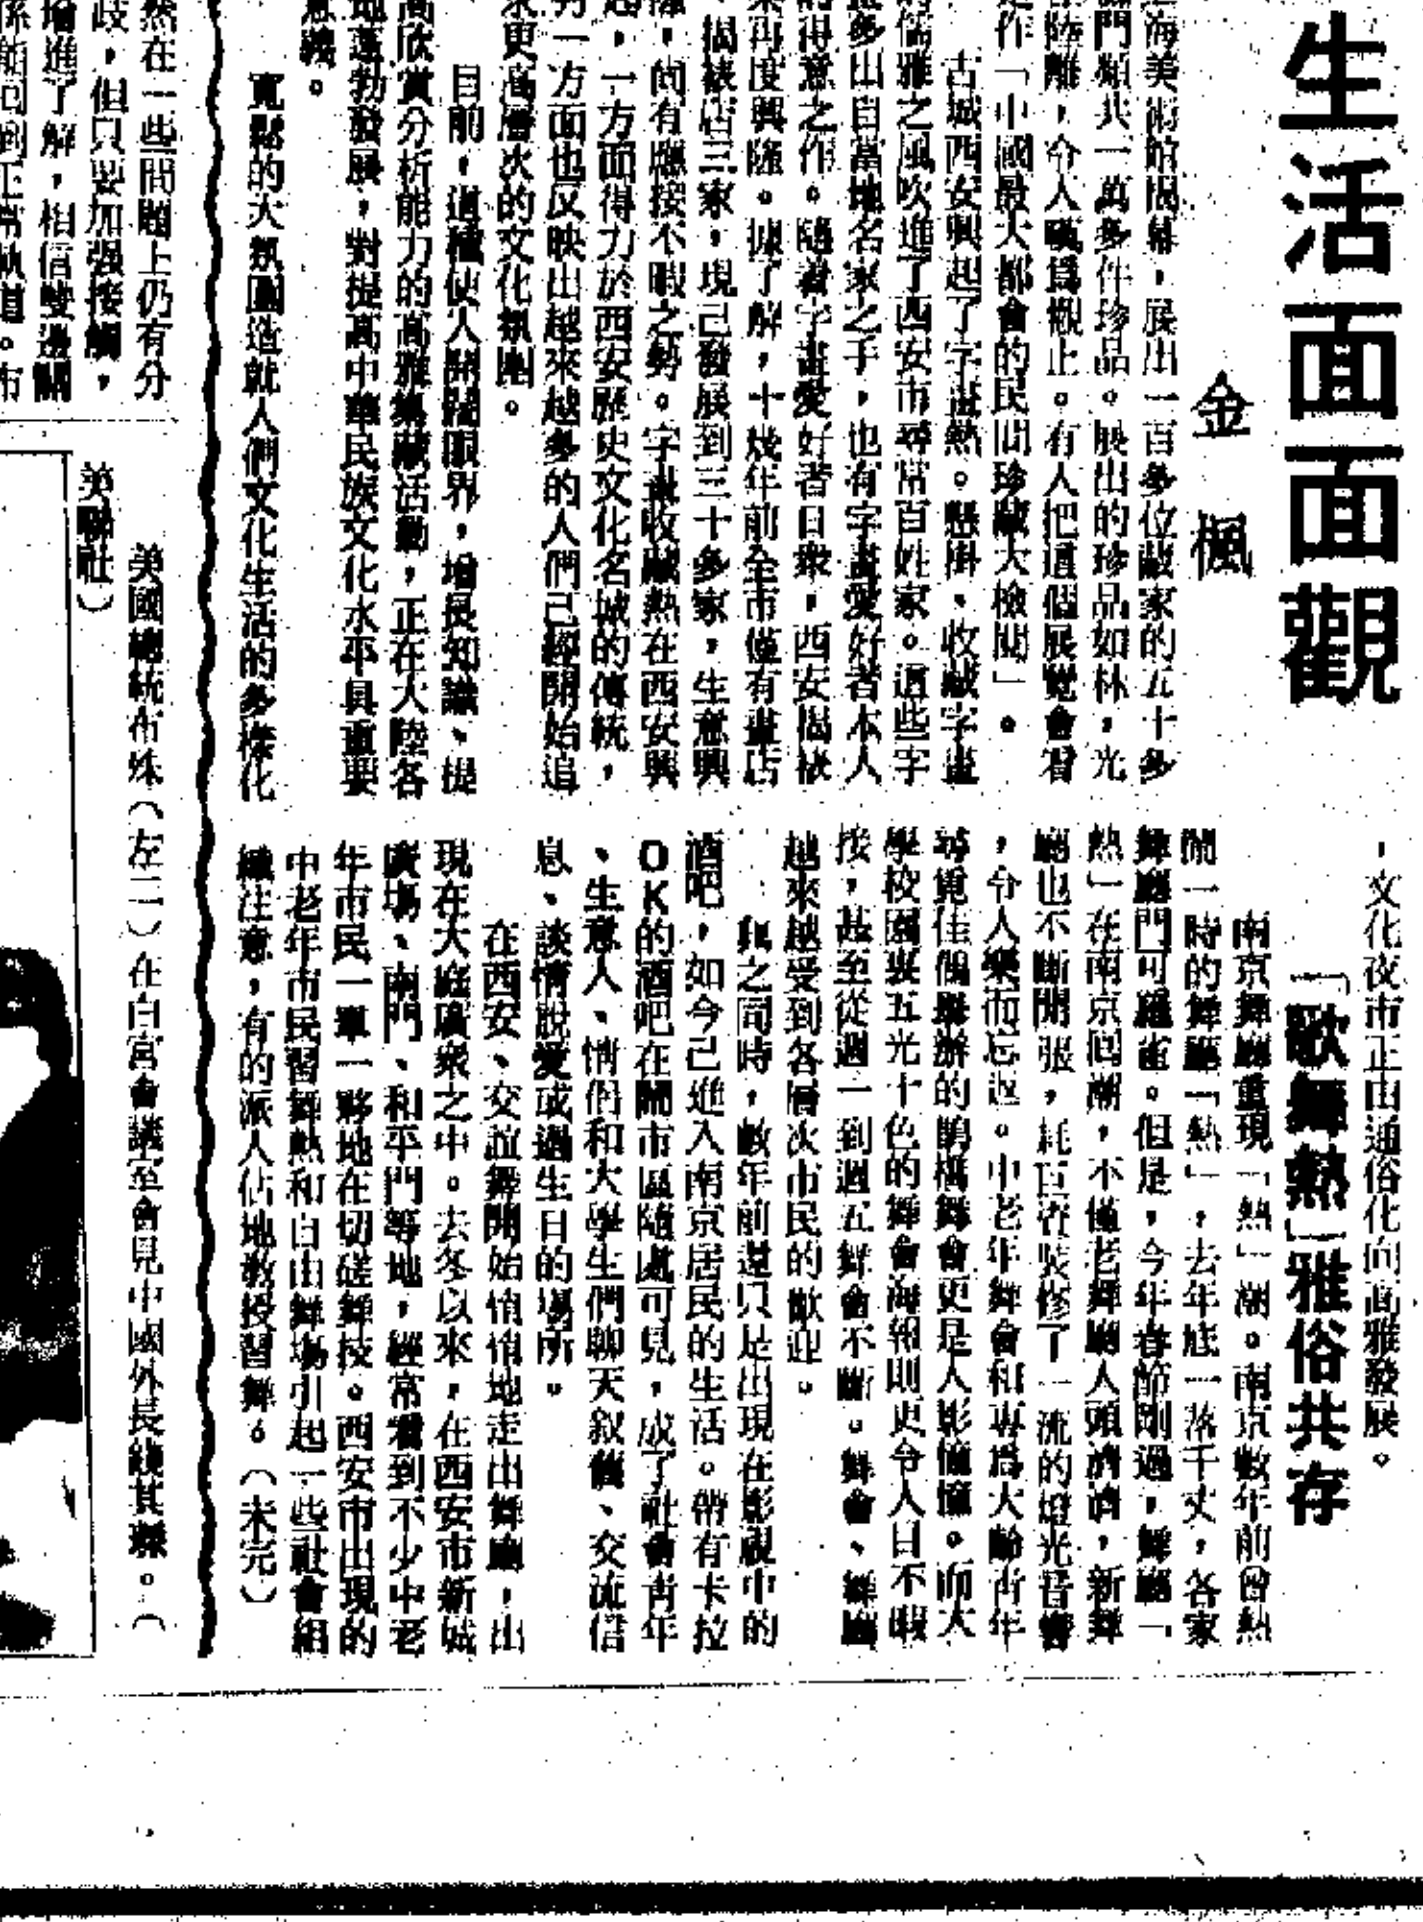 生活面面觀
金楓
海美術館揭幕，展出一百多位藏家的五十多
門類共一萬多件珍品。展出的珍品如林，光
陸離，令人嘆爲觀止。有人把這個展覽會看
作「中國最大都會的民間珍藏大檢閱」。
古城西安興起了字畫熱。懸掛、收藏字畫
儒雅之風吹進了西安市尋常百姓家。這些字
多出自當地名家之手，也有字畫愛好者本人
得意之作。隨着字畫愛好者日衆，西安揭裱
再度興隆。據了解，十幾年前全市僅有畫店
、揭裱店三家，現已發展到三十多家，生意興
隆，間有應接不暇之勢。字畫收藏熱在西安興
起，一方面得力於西安歷史文化名城的傳統，
另一方面也反映出越來越多的人們已經開始追
求更高層次的文化氛圍。
目前，這種使人開闊眼界，增長知識、提
高欣賞分析能力的高雅集藏活動，正在大陸各
地蓬勃發展，對提高中華民族文化水平具重要
意義。
寬鬆的大氛圍造就人們文化生活的多樣化
，文化夜市正由通俗化向高雅發展。
「歌舞熱」雅俗共存
南京舞廳重現「熱」潮。南京數年前曾熱
鬧一時的舞廳「熱」，去年底一落千丈，各家
舞廳門可羅雀。但是，今年春節剛過，舞廳「
熱」在南京回潮，不僅老舞廳人頭濟濟，新舞
廳也不斷開張，耗巨資裝修了一流的燈光音響
，令人樂而忘返。中老年舞會和專爲大齡青年
尋覓佳偶舉辦的鵲橋舞會更是人影憧憧。而大
學校園裏五光十色的舞會海報則更令人目不暇
接，甚至從週一到週五舞會不斷。舞會、舞廳
越來越受到各層次市民的歡迎。
與之同時，數年前還只是出現在影視中的
酒吧，如今已進入南京居民的生活。帶有卡拉
OK的酒吧在鬧市區隨處可見，成了社會青年
、生意人、情侶和大學生們聊天叙舊、交流信
息、談情說愛或過生日的場所。
在西安、交誼舞開始悄悄地走出舞廳，出
現在大庭廣衆之中。去冬以來，在西安市新城
廣場、南門、和平門等地，經常看到不少中老
年市民一羣一夥地在切磋舞技。西安市出現的
中老年市民習舞熱和自由舞場引起一些社會組
織注意，有的派人佔地教授習舞。（未完）
然在一些問題上仍有分
歧，但只要加强接觸，
增進了解，相信雙邊關
係能回到正常軌道。布
美國總統布殊（左二）在白宮會議室會見中國外長錢其琛。（
美聯社）